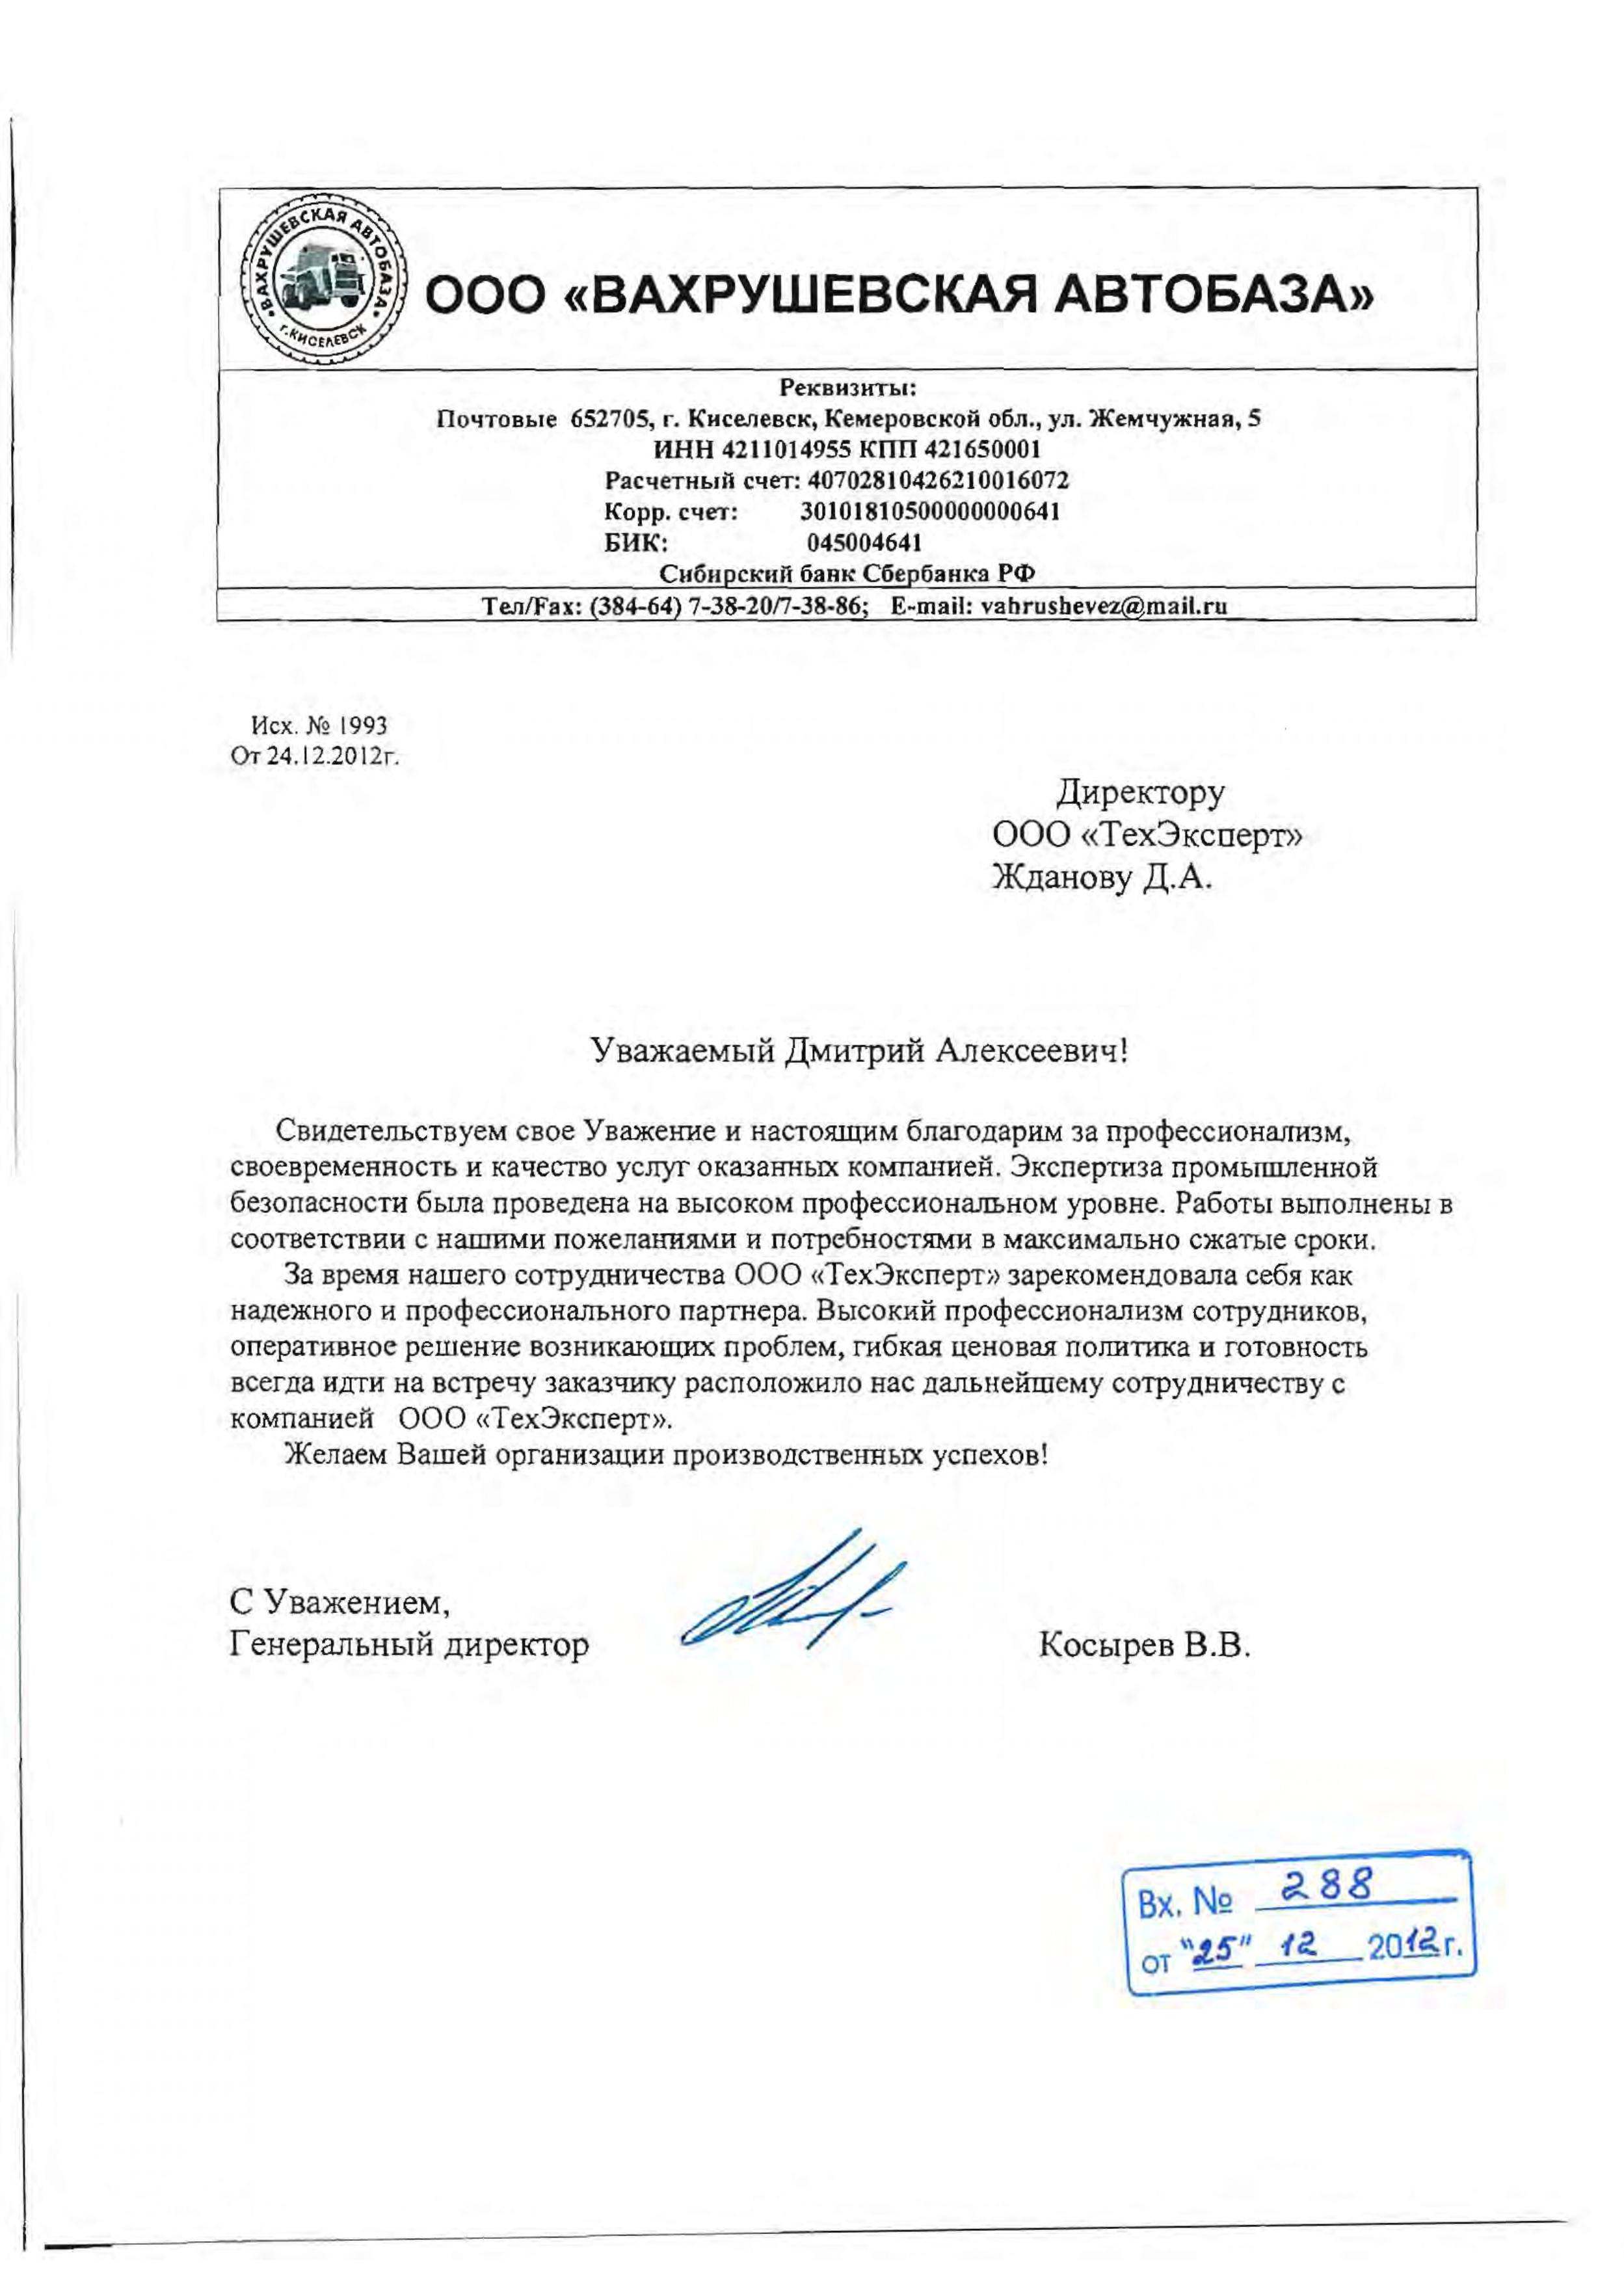 ВАХРУШЕВСКАЯ АВТОБАЗА
г.КИСЕЛЕВСК
ООО «ВАХРУШЕВСКАЯ АВТОБАЗА»
Реквизиты:
Почтовые 652705, г. Киселевск, Кемеровской обл., ул. Жемчужная, 5
ИНН 4211014955 КПП 421650001
Расчетный счет: 40702810426210016072
Корр. счет: 30101810500000000641
БИК: 045004641
Сибирский банк Сбербанка РФ
Тел/Fax: (384-64) 7-38-20/7-38-86; E-mail: vahrushevez@mail.ru
Исх. № 1993
От 24.12.2012г.
Директору
ООО «ТехЭксперт»
Жданову Д.А.
Уважаемый Дмитрий Алексеевич!
Свидетельствуем свое Уважение и настоящим благодарим за профессионализм,
своевременность и качество услуг оказанных компанией. Экспертиза промышленной
безопасности была проведена на высоком профессиональном уровне. Работы выполнены в
соответствии с нашими пожеланиями и потребностями в максимально сжатые сроки.
За время нашего сотрудничества ООО «ТехЭксперт» зарекомендовала себя как
надежного и профессионального партнера. Высокий профессионализм сотрудников,
оперативное решение возникающих проблем, гибкая ценовая политика и готовность
всегда идти на встречу заказчику расположило нас дальнейшему сотрудничеству с
компанией ООО «ТехЭксперт».
Желаем Вашей организации производственных успехов!
С Уважением,
Генеральный директор Косырев В.В.
Вх. № 288
от "25" 12 2012г.